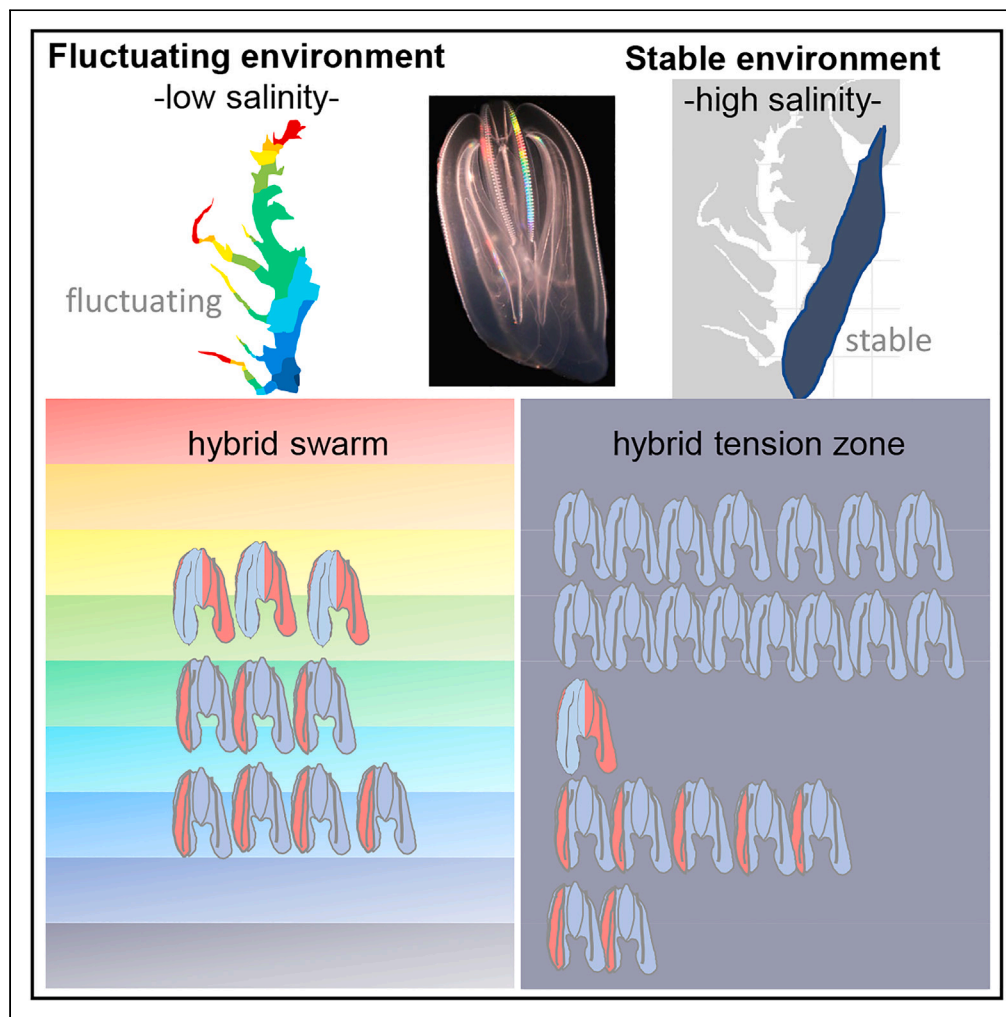 Fluctuating environment
-low salinity-
fluctuating
Stable environment
-high salinity-
stable
hybrid swarm
hybrid tension zone